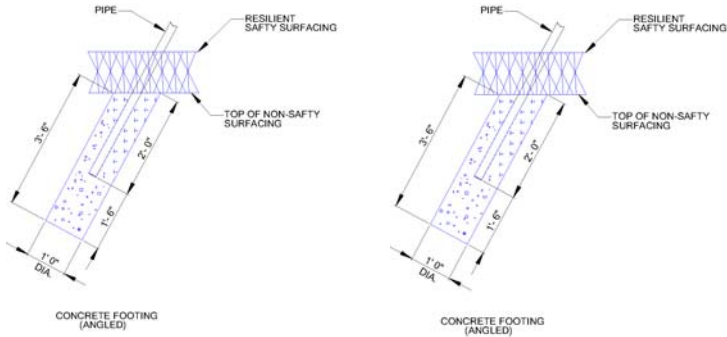 PIPE
RESILIENT
SAFTY SURFACING
TOP OF NON-SAFTY
SURFACING
3'- 6"
2'- 0"
1'- 6"
1' 0"
DIA.
CONCRETE FOOTING
(ANGLED)
PIPE
RESILIENT
SAFTY SURFACING
TOP OF NON-SAFTY
SURFACING
3'- 6"
2'- 0"
1'- 6"
1' 0"
DIA.
CONCRETE FOOTING
(ANGLED)